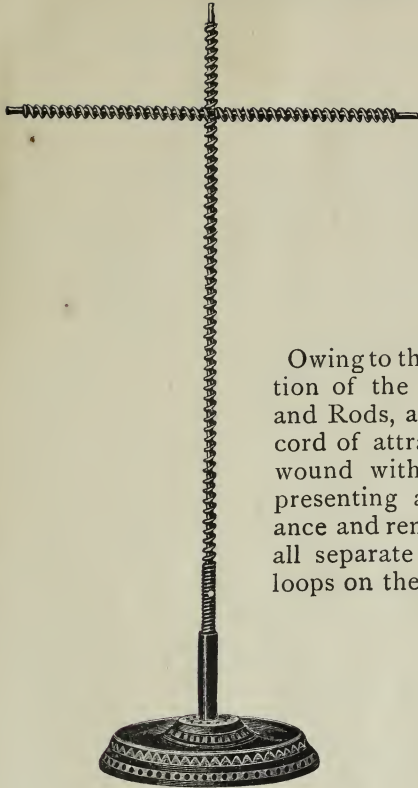 Owing to th
tion of the
and Rods, a
cord of attra
wound with
presenting a
ance and ren
all separate
loops on the